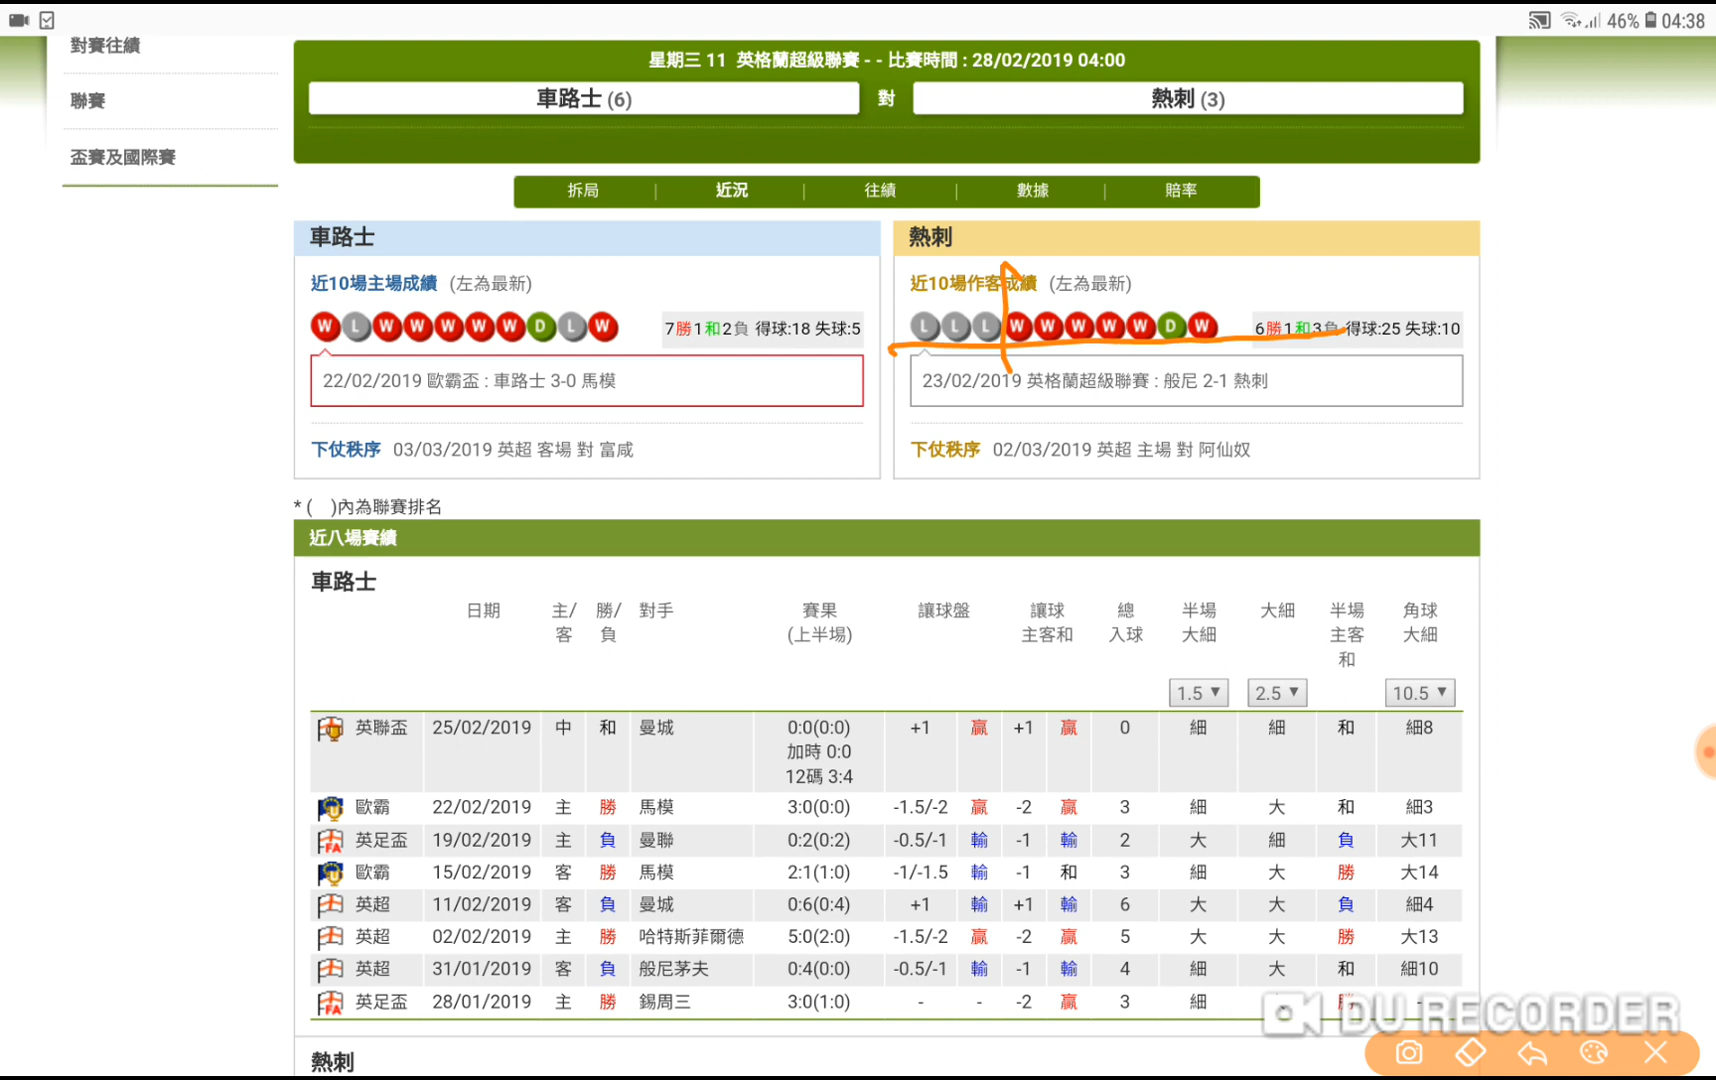 46% 04:38
對賽往績
聯賽
盃賽及國際賽
星期三 11 英格蘭超級聯賽 - - 比賽時間 : 28/02/2019 04:00
車路士 (6) 對 熱刺 (3)
拆局 | 近況 | 往績 | 數據 | 賠率
車路士
近10場主場成績 (左為最新)
W L W W W W W D L W 7勝1和2負 得球:18 失球:5
22/02/2019 歐霸盃 : 車路士 3-0 馬模
下仗秩序 03/03/2019 英超 客場 對 富咸
熱刺
近10場作客成績 (左為最新)
L L L W W W W W D W 6勝1和3負 得球:25 失球:10
23/02/2019 英格蘭超級聯賽 : 般尼 2-1 熱刺
下仗秩序 02/03/2019 英超 主場 對 阿仙奴
* ( )內為聯賽排名
近八場賽績
車路士
日期 主/客 勝/負 對手 賽果(上半場) 讓球盤 讓球主客和 總入球 半場大細 大細 半場主客和 角球大細
1.5 ▼ 2.5 ▼ 10.5 ▼
英聯盃 25/02/2019 中 和 曼城 0:0(0:0) +1 贏 +1 贏 0 細 細 和 細8
加時 0:0
12碼 3:4
歐霸 22/02/2019 主 勝 馬模 3:0(0:0) -1.5/-2 贏 -2 贏 3 細 大 和 細3
英足盃 19/02/2019 主 負 曼聯 0:2(0:2) -0.5/-1 輸 -1 輸 2 大 細 負 大11
歐霸 15/02/2019 客 勝 馬模 2:1(1:0) -1/-1.5 輸 -1 和 3 細 大 勝 大14
英超 11/02/2019 客 負 曼城 0:6(0:4) +1 輸 +1 輸 6 大 大 負 細4
英超 02/02/2019 主 勝 哈特斯菲爾德 5:0(2:0) -1.5/-2 贏 -2 贏 5 大 大 勝 大13
英超 31/01/2019 客 負 般尼茅夫 0:4(0:0) -0.5/-1 輸 -1 輸 4 細 大 和 細10
英足盃 28/01/2019 主 勝 錫周三 3:0(1:0) - - -2 贏 3 細 勝 -
DU RECORDER
熱刺